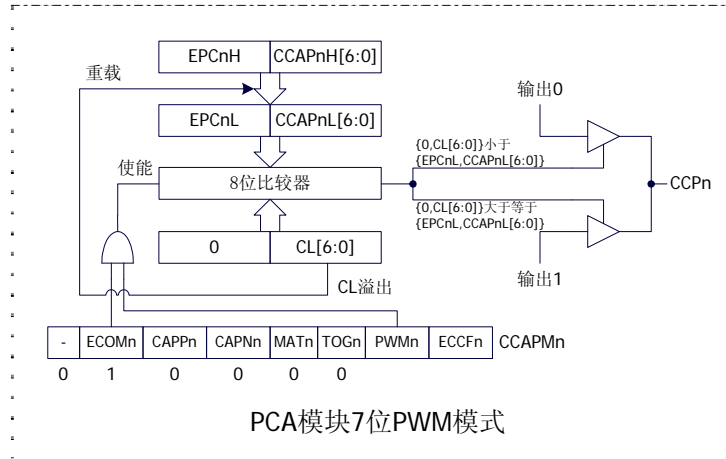 EPCnH CCAPnH[6:0]
重载
输出0
EPCnL CCAPnL[6:0]
{0,CL[6:0]}小于
{EPCnL,CCAPnL[6:0]}
使能
8位比较器
CCPn
{0,CL[6:0]}大于等于
{EPCnL,CCAPnL[6:0]}
0 CL[6:0]
输出1
CL溢出
- ECOMn CAPPn CAPNn MATn TOGn PWMn ECCFn CCAPMn
0 1 0 0 0 0
PCA模块7位PWM模式